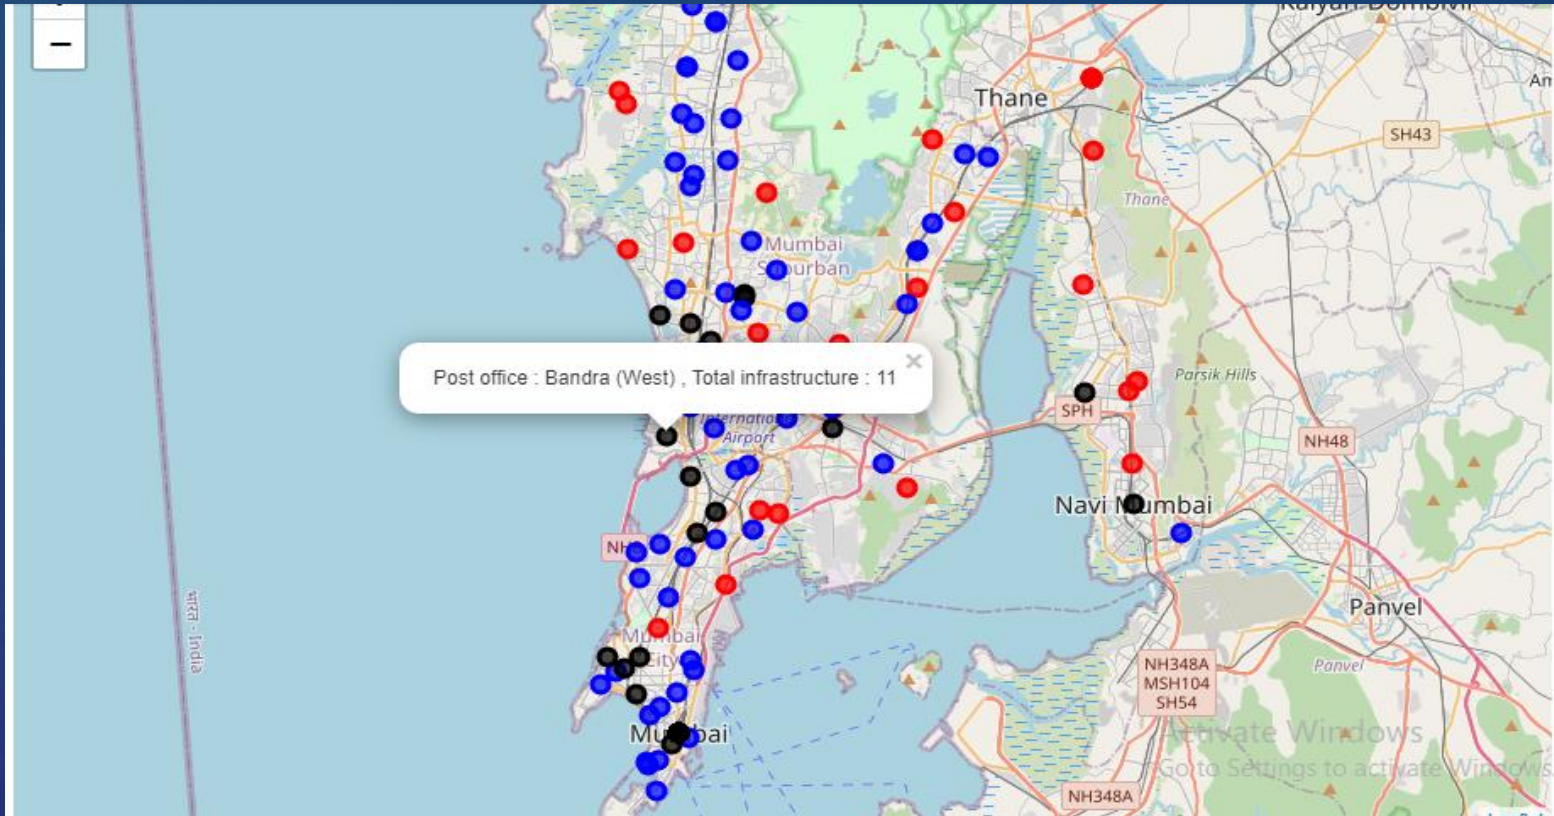 Kalyan-Dombivli
−
Thane
Am
SH43
Thane
Mumbai
Suburban
×
Post office : Bandra (West) , Total infrastructure : 11
Parsik Hills
SPH
International
Airport
NH48
Navi Mumbai
NH
भारत - India
Panvel
Mumbai
City
NH348A
MSH104
SH54
Panvel
Mumbai
Activate Windows
Go to Settings to activate Windows
NH348A